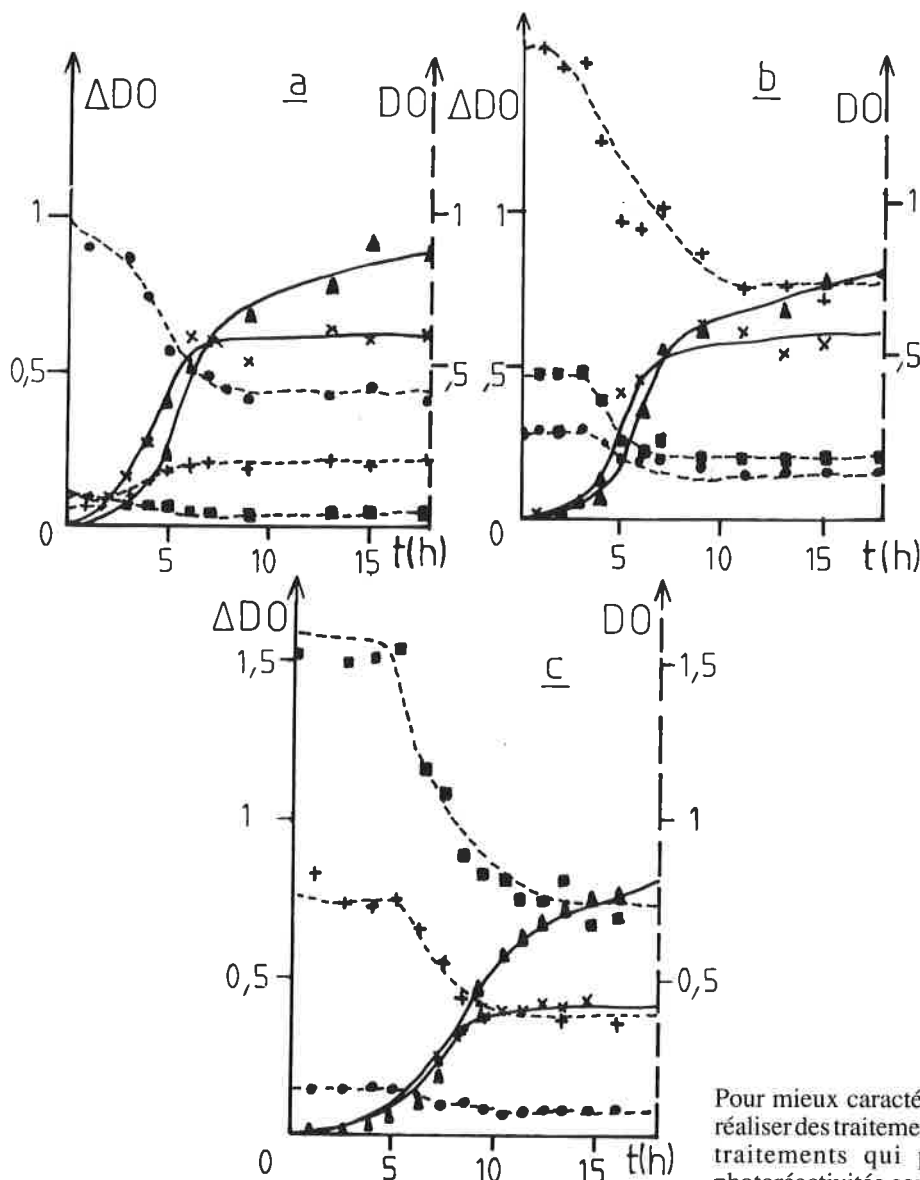 ΔDO a DO
1 1
0,5 ,5
0 5 10 15 t(h)
ΔDO b DO
1 1
0,5 ,5
0 5 10 15 t(h)
ΔDO c DO
1,5 1,5
1 1
0,5 0,5
0 5 10 15 t(h)
Pour mieux caracté
réaliser des traiteme
traitements qui p